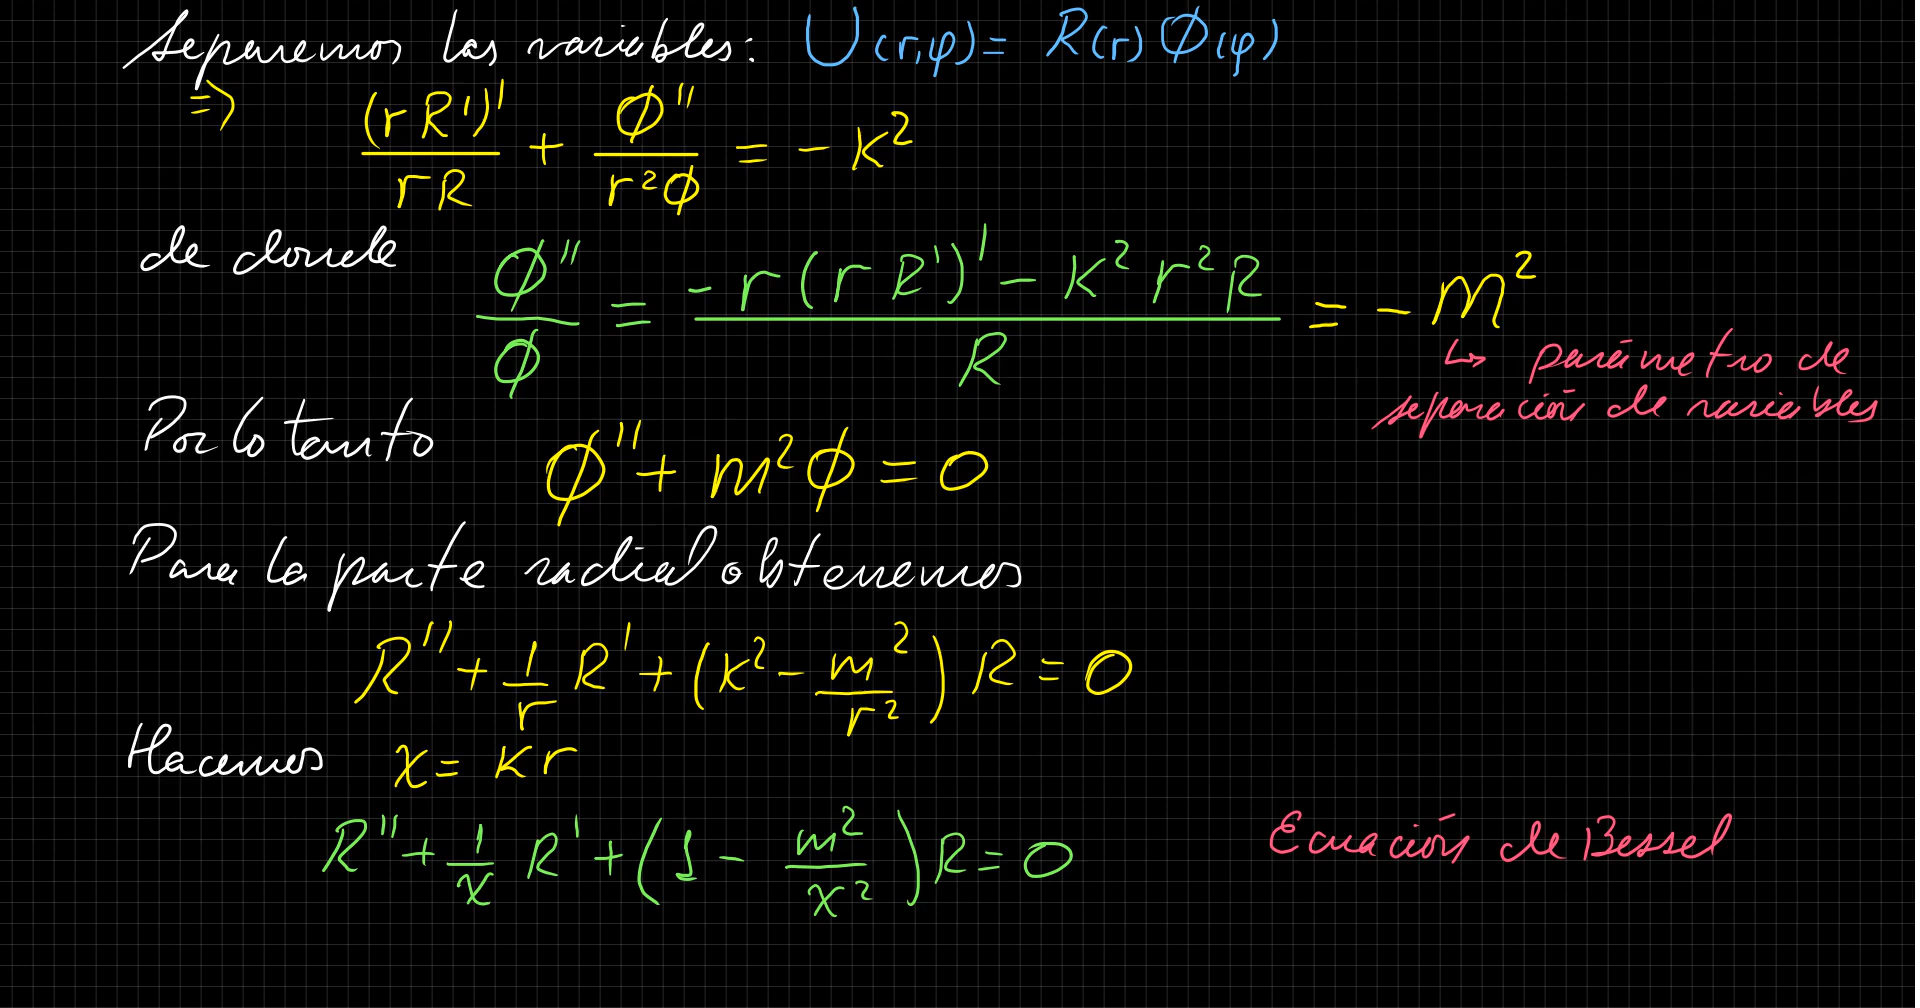 Separemos las variables: U(r,φ) = R(r) Φ(φ)
⇒ (rR')'/(rR) + Φ''/(r²Φ) = -k²
de donde Φ''/Φ = (-r(rR')' - k²r²R)/R = -m²
↳ parámetro de
separación de variables
Por lo tanto Φ'' + m²Φ = 0
Para la parte radial obtenemos
R'' + 1/r R' + (k² - m²/r²) R = 0
Hacemos x = kr
R'' + 1/x R' + (1 - m²/x²) R = 0 Ecuación de Bessel